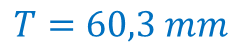 T = 60,3 mm